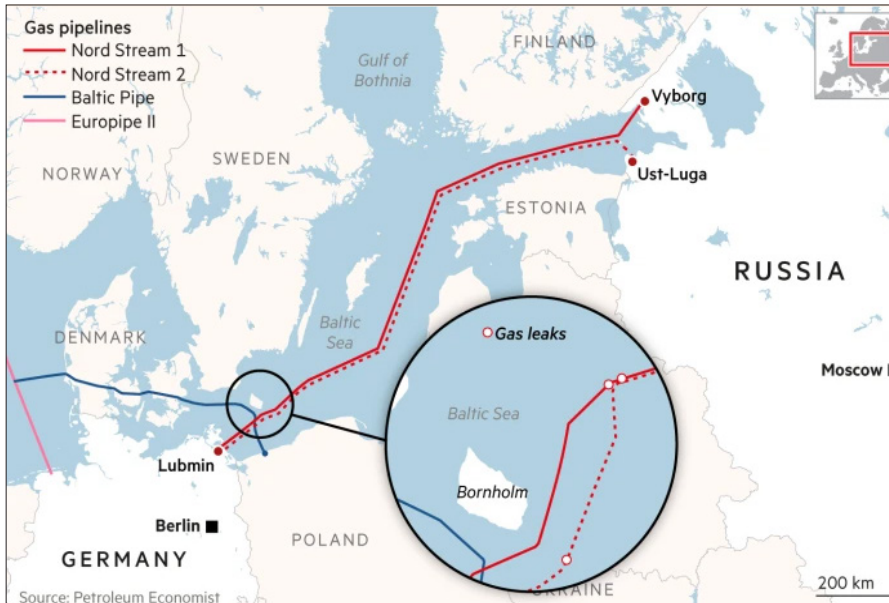 Gas pipelines
Nord Stream 1
Nord Stream 2
Baltic Pipe
Europipe II
Gulf of
Bothnia
FINLAND
Vyborg
SWEDEN
NORWAY
Ust-Luga
ESTONIA
RUSSIA
Baltic
Sea
DENMARK
Gas leaks
Moscow
Baltic Sea
Lubmin
Bornholm
Berlin
POLAND
GERMANY
UKRAINE
200 km
Source: Petroleum Economist